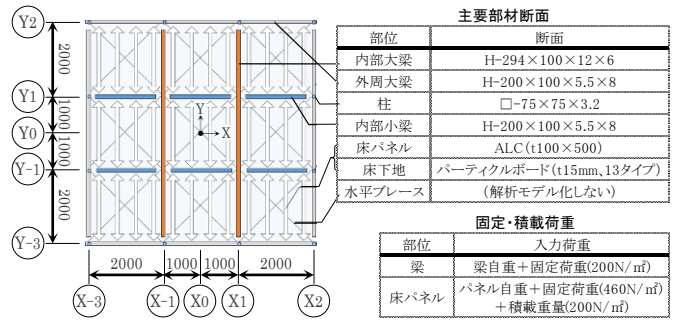 主要部材断面
部位 断面
内部大梁 H-294×100×12×6
外周大梁 H-200×100×5.5×8
柱 □-75×75×3.2
内部小梁 H-200×100×5.5×8
床パネル ALC(t100×500)
床下地 パーティクルボード(t15mm、13タイプ)
水平ブレース (解析モデル化しない)
固定・積載荷重
部位 入力荷重
梁 梁自重+固定荷重(200N/㎡)
床パネル パネル自重+固定荷重(460N/㎡)
+積載重量(200N/㎡)
Y2
2000
Y1
1000
Y0
1000
Y-1
2000
Y-3
Y
X
2000 1000 1000 2000
X-3 X-1 X0 X1 X2